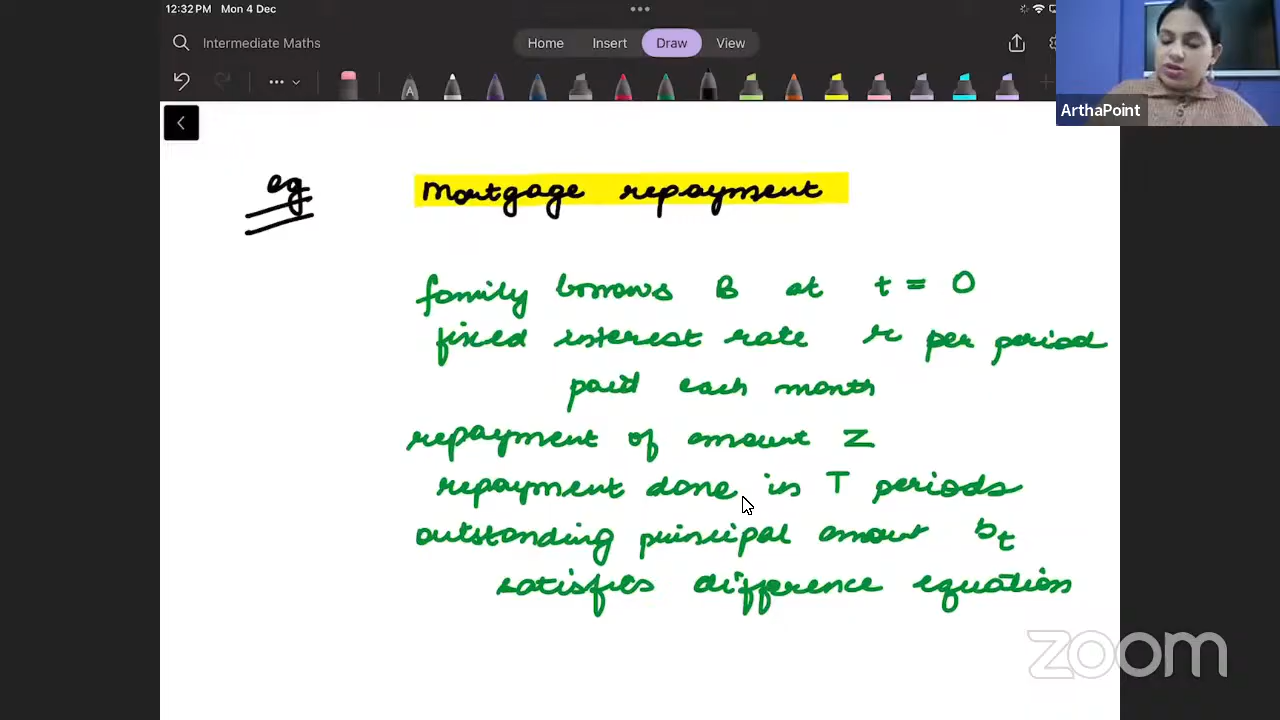 12:32 PM Mon 4 Dec
Intermediate Maths
Home Insert Draw View
A
ArthaPoint
eg
Mortgage repayment
family borrows B at t = 0
fixed interest rate r per period
paid each month
repayment of amount Z
repayment done in T periods
outstanding principal amount bt
satisfies difference equation
zoom